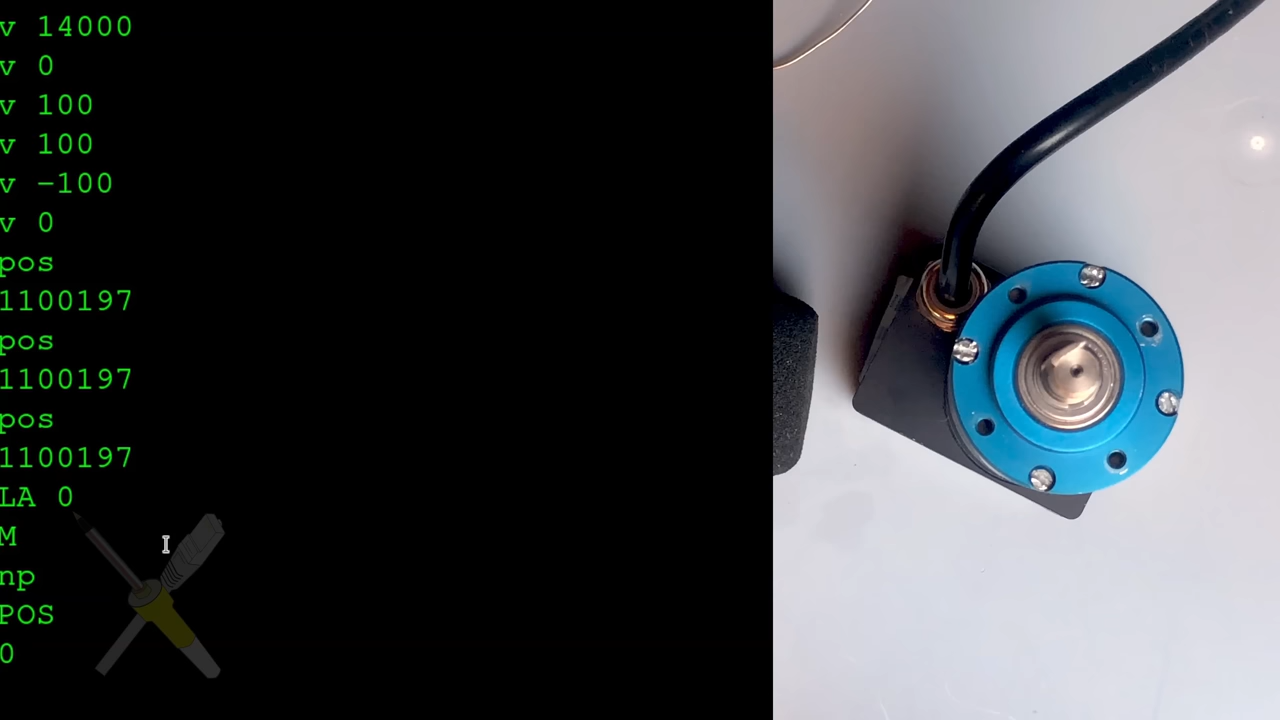 v 14000
v 0
v 100
v 100
v -100
v 0
pos
1100197
pos
1100197
pos
1100197
LA 0
M
np
POS
0